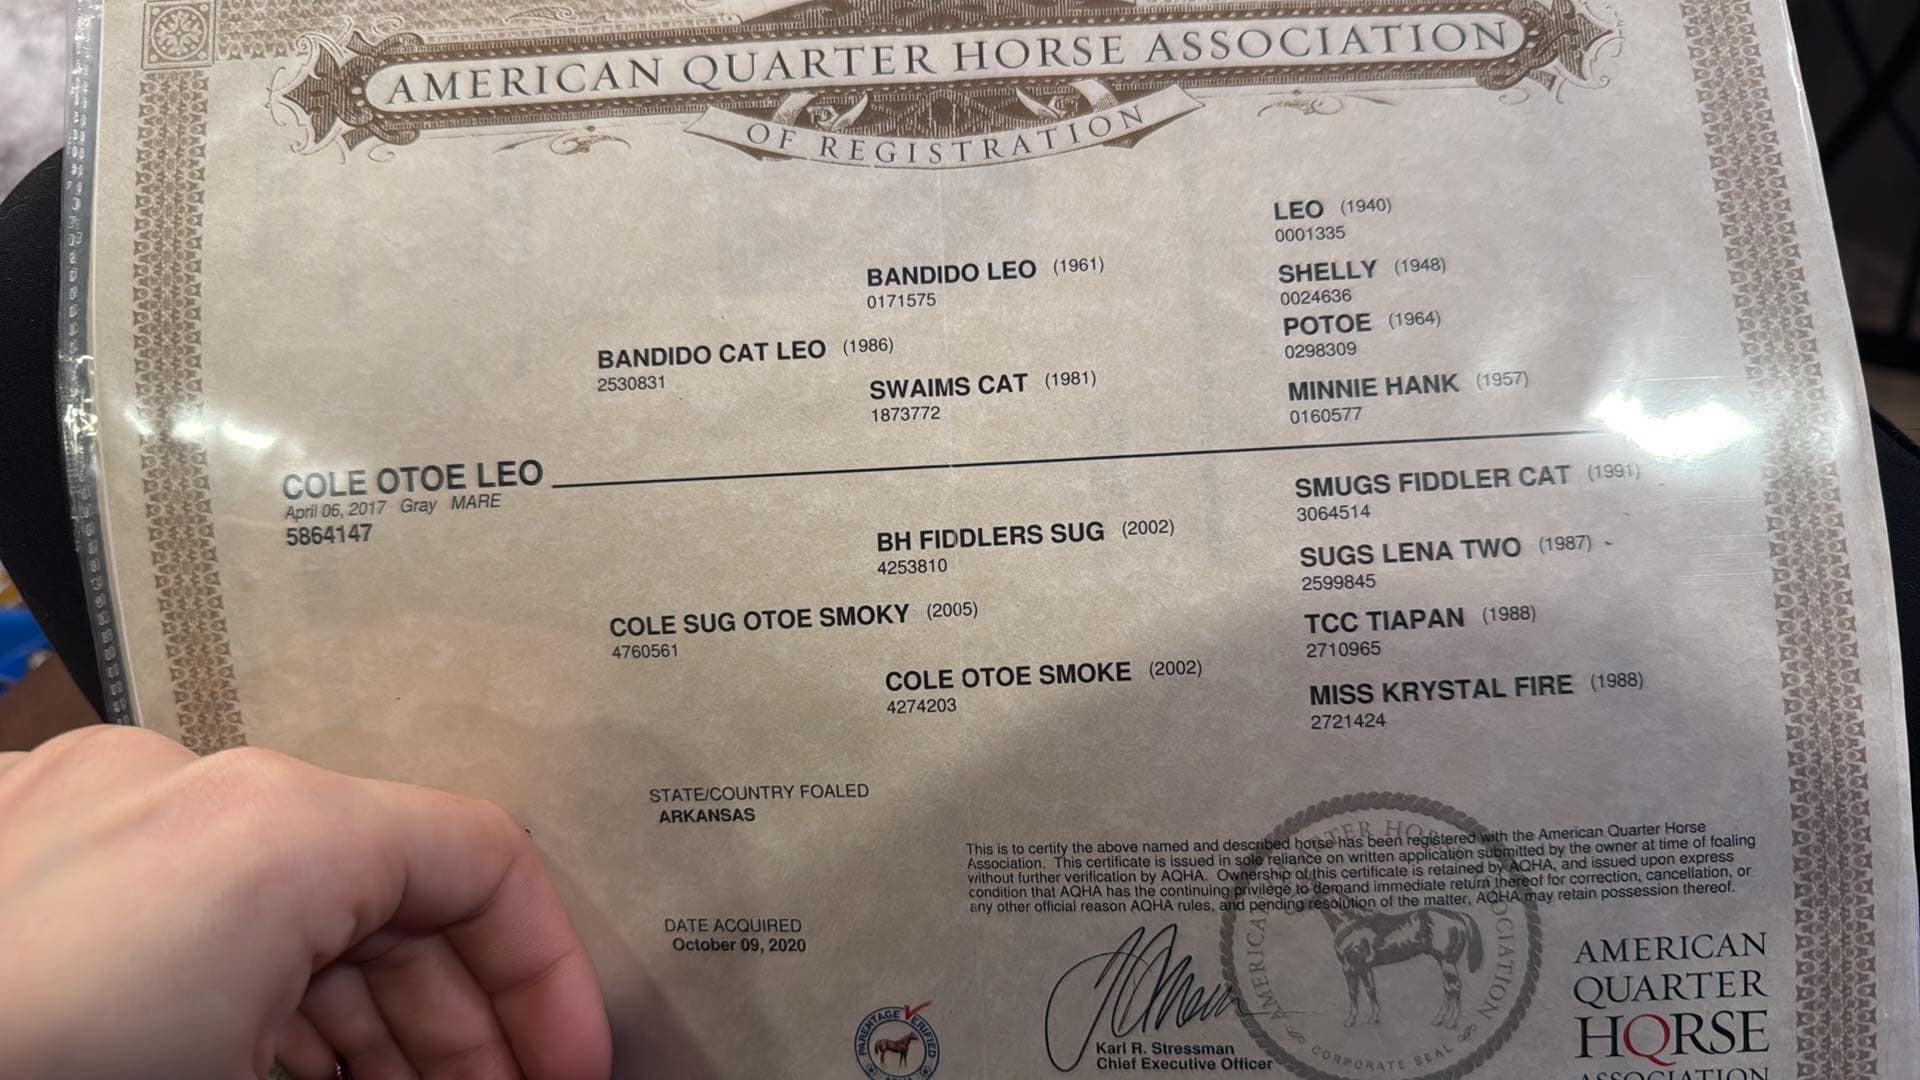 AMERICAN QUARTER HORSE ASSOCIATION
OF REGISTRATION
LEO (1940)
0001335
BANDIDO LEO (1961)
0171575
SHELLY (1948)
0024636
POTOE (1964)
0298309
BANDIDO CAT LEO (1986)
2530831
SWAIMS CAT (1981)
1873772
MINNIE HANK (1957)
0160577
COLE OTOE LEO
April 06, 2017 Gray MARE
5864147
SMUGS FIDDLER CAT (1991)
3064514
BH FIDDLERS SUG (2002)
4253810
SUGS LENA TWO (1987)
2599845
COLE SUG OTOE SMOKY (2005)
4760561
TCC TIAPAN (1988)
2710965
COLE OTOE SMOKE (2002)
4274203
MISS KRYSTAL FIRE (1988)
2721424
STATE/COUNTRY FOALED
ARKANSAS
This is to certify the above named and described horse has been registered with the American Quarter Horse
Association. This certificate is issued in sole reliance on written application submitted by the owner at time of foaling
without further verification by AQHA. Ownership of this certificate is retained by AQHA, and issued upon express
condition that AQHA has the continuing privilege to demand immediate return thereof for correction, cancellation, or
any other official reason AQHA rules, and pending resolution of the matter, AQHA may retain possession thereof.
DATE ACQUIRED
October 09, 2020
PARENTAGE VERIFIED
Karl R. Stressman
Chief Executive Officer
CORPORATE SEAL
AMERICAN
QUARTER
HORSE
ASSOCIATION